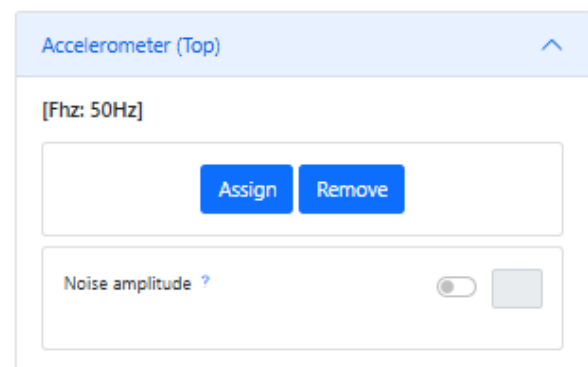 Accelerometer (Top)
[Fhz: 50Hz]
Assign Remove
Noise amplitude ?